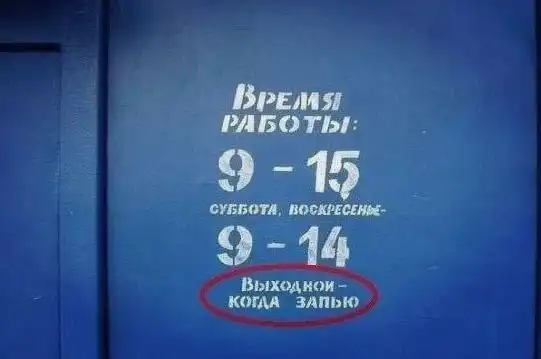 Время
работы:
9 - 15
суббота, воскресенье-
9 - 14
Выходной -
когда запью